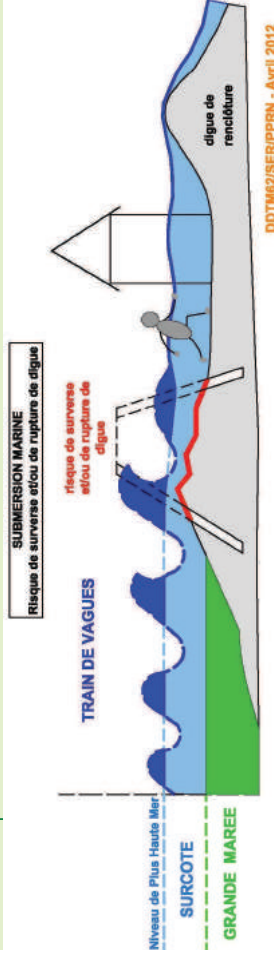 SUBMERSION MARINE
Risque de surverse et/ou de rupture de digue
risque de surverse
et/ou de rupture de
digue
TRAIN DE VAGUES
Niveau de Plus Haute Mer
SURCOTE
GRANDE MAREE
digue de
renclôture
DDTM62/SER/PPRN - Avril 2012